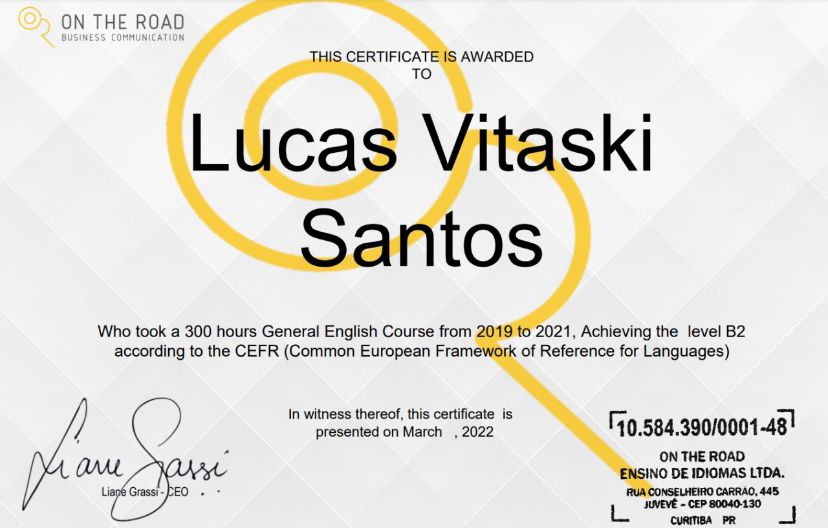 ON THE ROAD
BUSINESS COMMUNICATION
THIS CERTIFICATE IS AWARDED
TO
Lucas Vitaski
Santos
Who took a 300 hours General English Course from 2019 to 2021, Achieving the level B2
according to the CEFR (Common European Framework of Reference for Languages)
In witness thereof, this certificate is
presented on March , 2022
Liane Grassi
Liane Grassi - CEO
10.584.390/0001-48
ON THE ROAD
ENSINO DE IDIOMAS LTDA.
RUA CONSELHEIRO CARRÃO, 445
JUVEVÊ - CEP 80040-130
CURITIBA PR